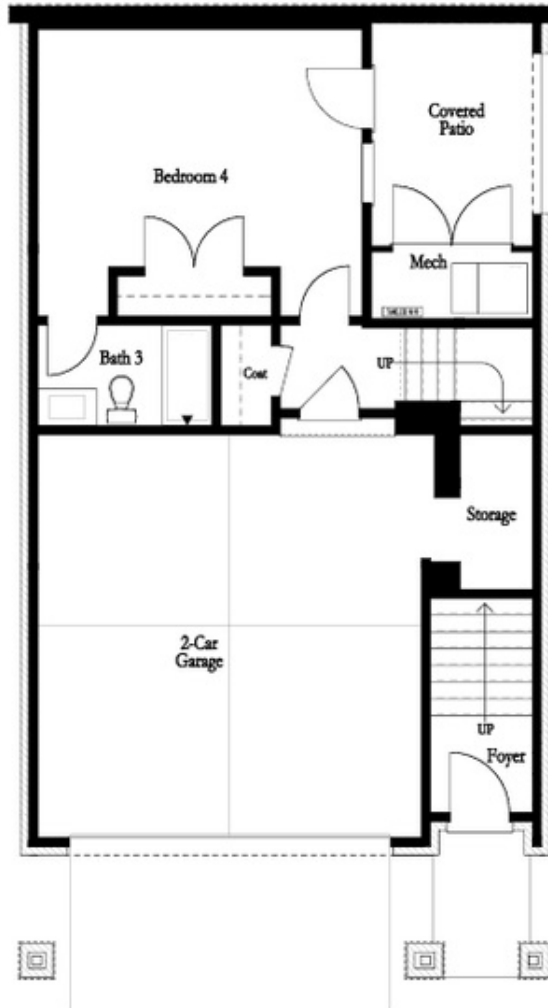 Covered
Patio
Bedroom 4
Mech
Bath 3
Coat
UP
Storage
2-Car
Garage
UP
Foyer